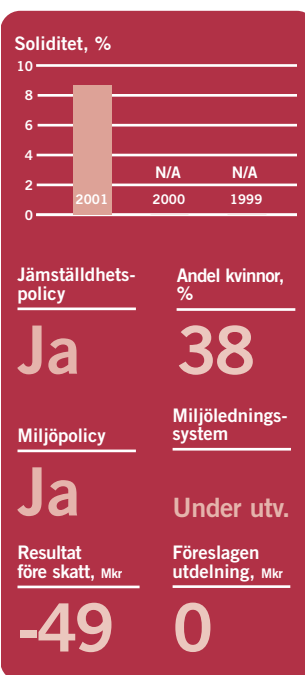 Soliditet, %
10
8
6
4
2
0
N/A N/A
2001 2000 1999
Jämställdhets-
policy
Ja
Andel kvinnor,
%
38
Miljöpolicy
Ja
Miljölednings-
system
Under utv.
Resultat
före skatt, Mkr
-49
Föreslagen
utdelning, Mkr
0